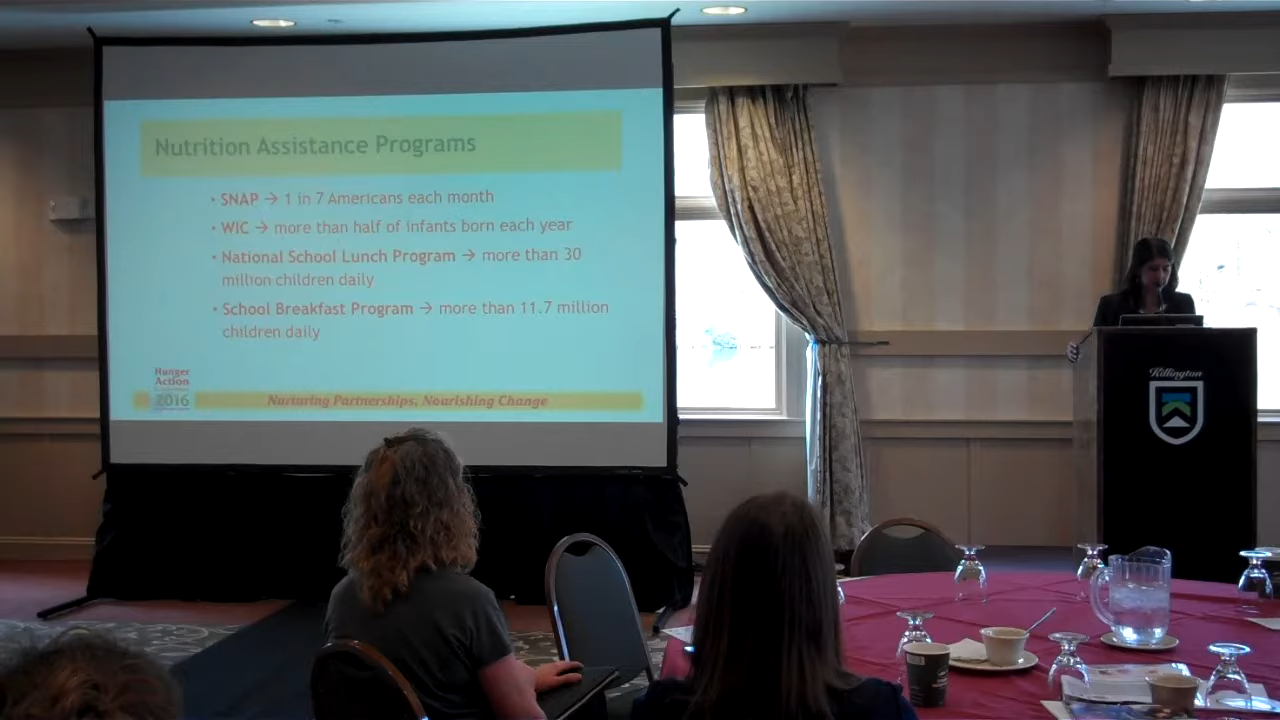 Nutrition Assistance Programs
• SNAP → 1 in 7 Americans each month
• WIC → more than half of infants born each year
• National School Lunch Program → more than 30
million children daily
• School Breakfast Program → more than 11.7 million
children daily
Hunger
Action
2016
Nurturing Partnerships, Nourishing Change
Killington